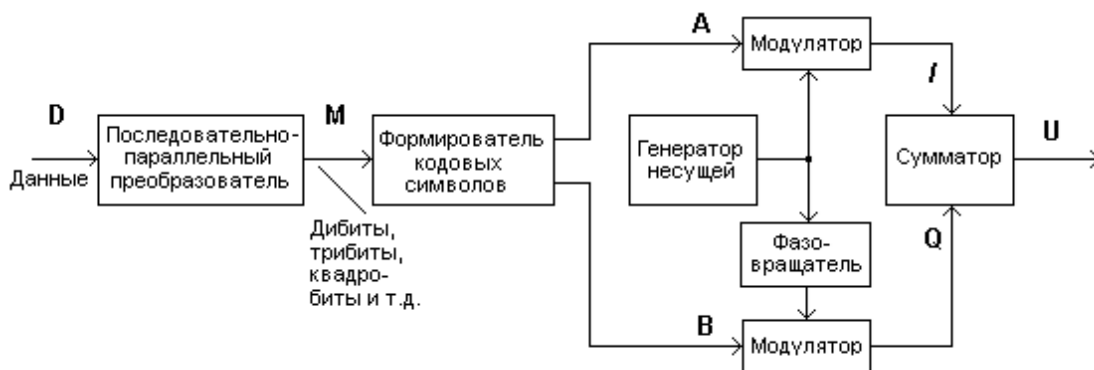 D
Данные
Последовательно-
параллельный
преобразователь
M
Дибиты,
трибиты,
квадро-
биты и т.д.
Формирователь
кодовых
символов
A
B
Модулятор
Генератор
несущей
Фазо-
вращатель
Модулятор
I
Q
Сумматор
U